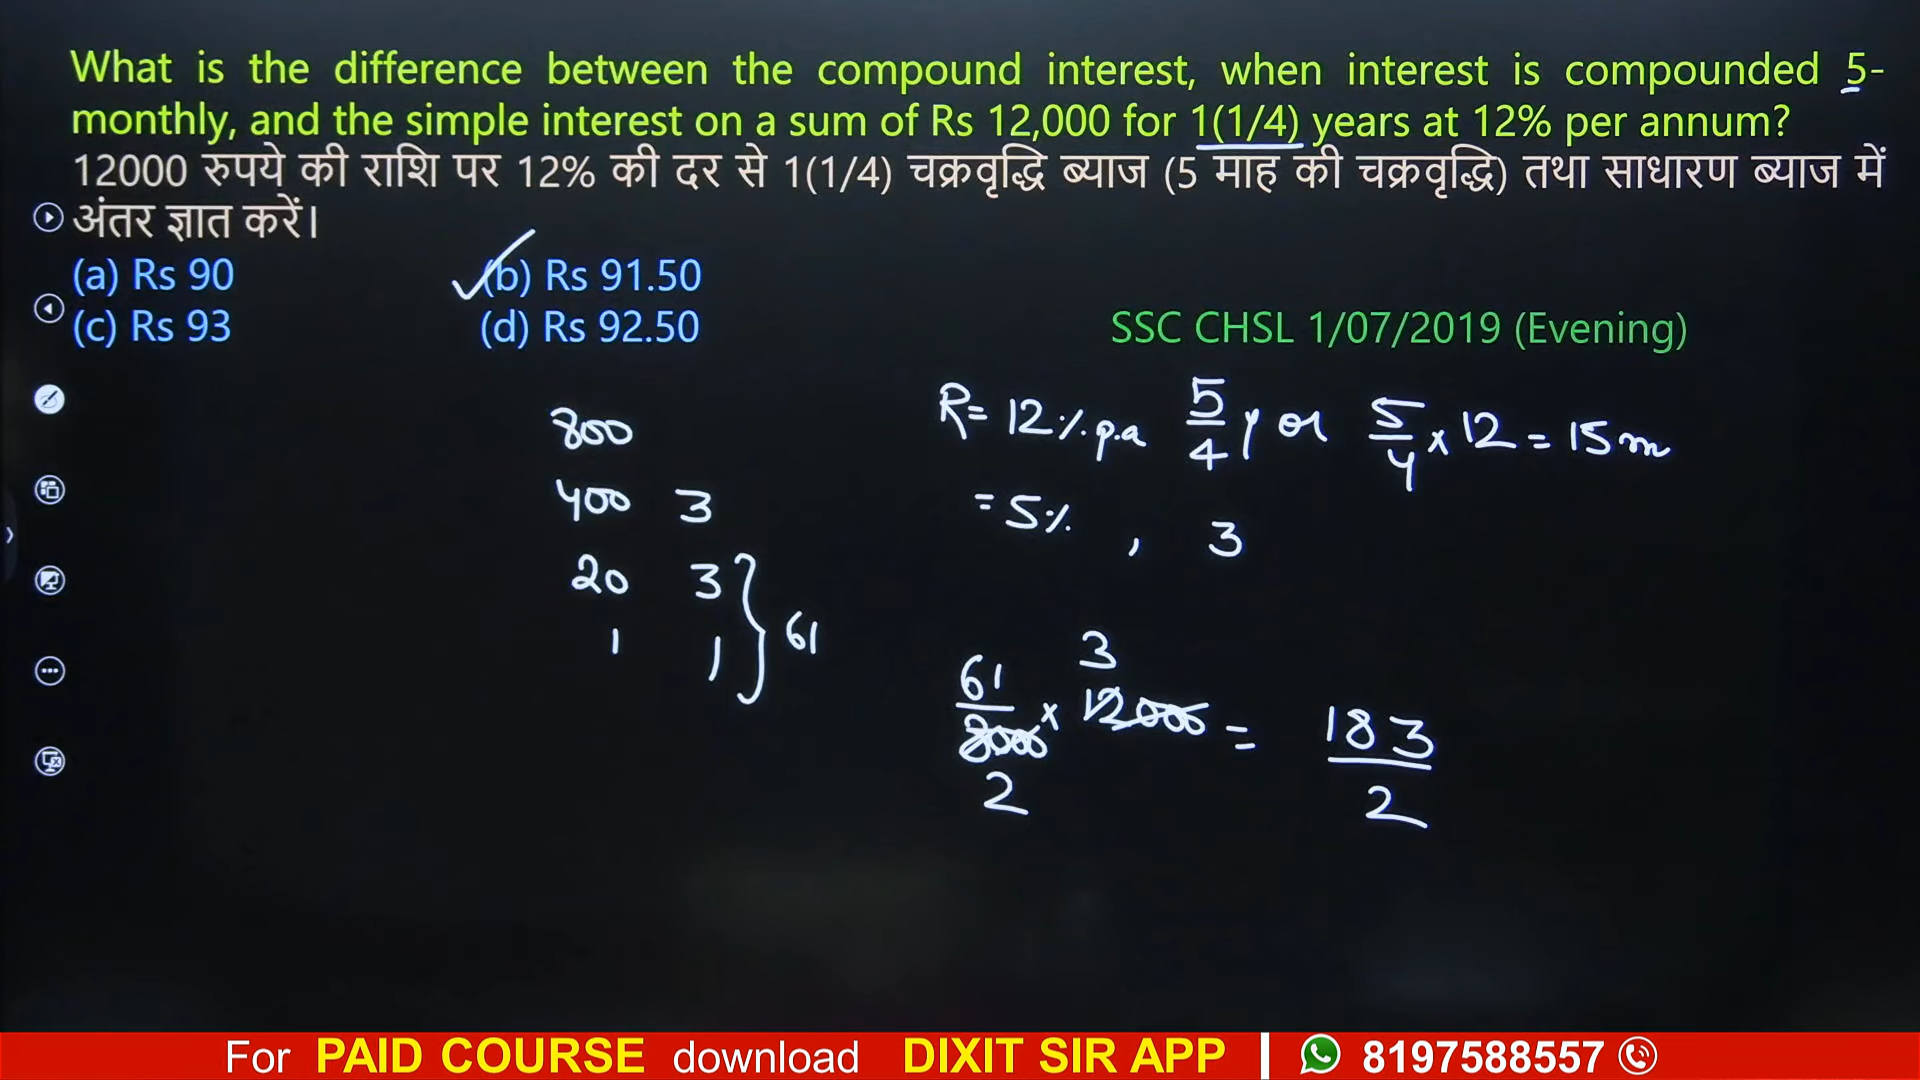 What is the difference between the compound interest, when interest is compounded 5-
monthly, and the simple interest on a sum of Rs 12,000 for 1(1/4) years at 12% per annum?
12000 रुपये की राशि पर 12% की दर से 1(1/4) चक्रवृद्धि ब्याज (5 माह की चक्रवृद्धि) तथा साधारण ब्याज में
अंतर ज्ञात करें।
(a) Rs 90 (b) Rs 91.50
(c) Rs 93 (d) Rs 92.50
SSC CHSL 1/07/2019 (Evening)
R= 12%.p.a 5/4 y or 5/4 × 12 = 15 m
= 5% , 3
800
400 3
20 3
1 1 } 61
61/8000 × 12000 = 183/2
3
2
For PAID COURSE download DIXIT SIR APP | 8197588557